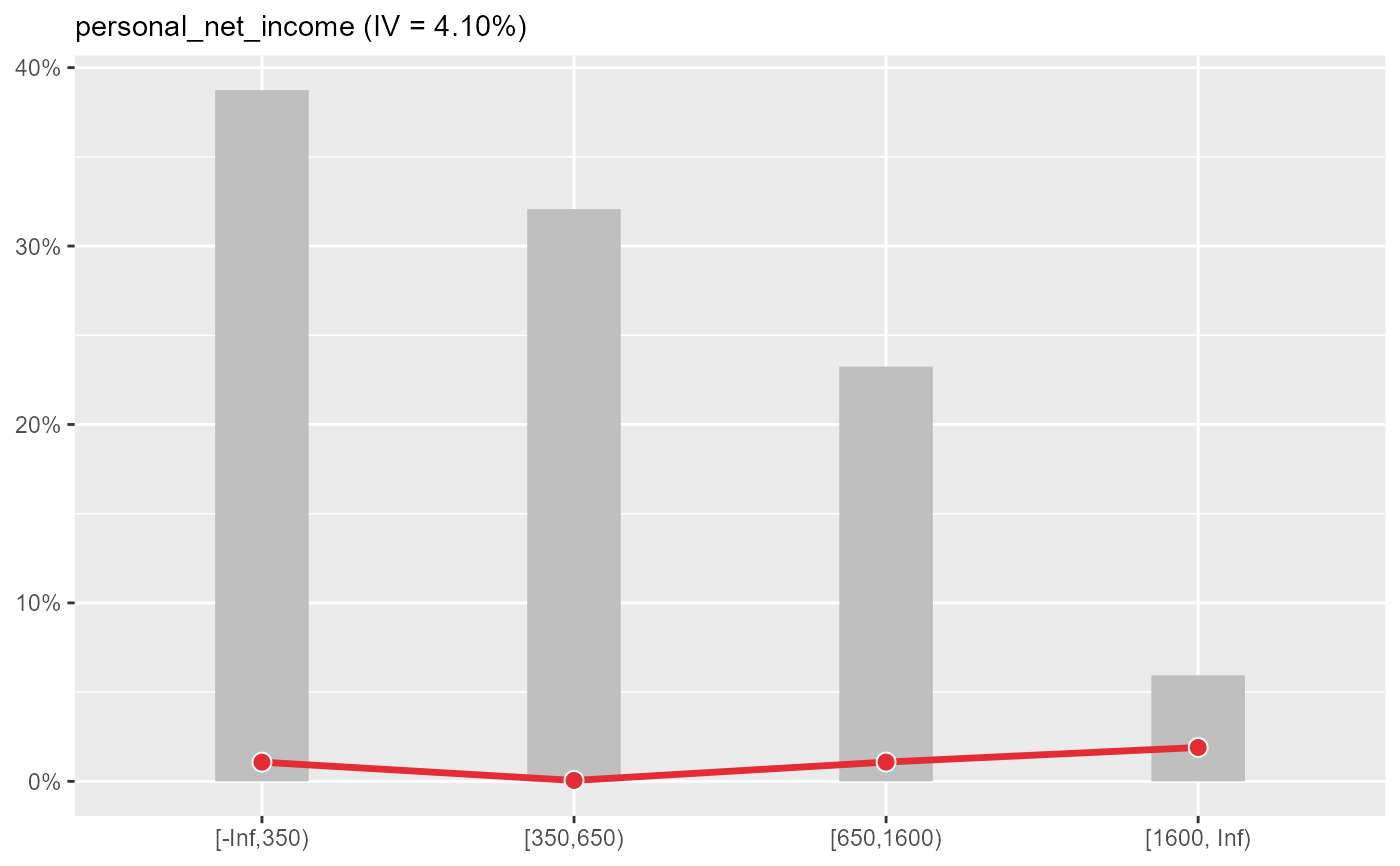 personal_net_income (IV = 4.10%)
40%
30%
20%
10%
0%
[-Inf,350)
[350,650)
[650,1600)
[1600, Inf)